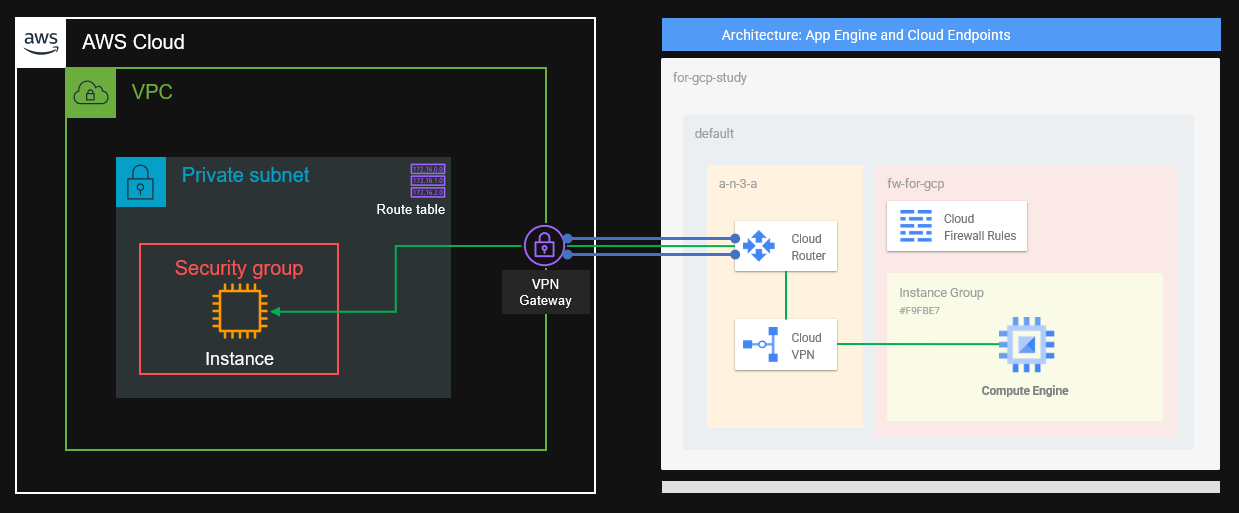 aws
AWS Cloud
VPC
Private subnet
172.16.0.0
172.16.1.0
172.16.2.0
Route table
Security group
Instance
VPN
Gateway
Architecture: App Engine and Cloud Endpoints
for-gcp-study
default
a-n-3-a
Cloud
Router
Cloud
VPN
fw-for-gcp
Cloud
Firewall Rules
Instance Group
#F9FBE7
Compute Engine